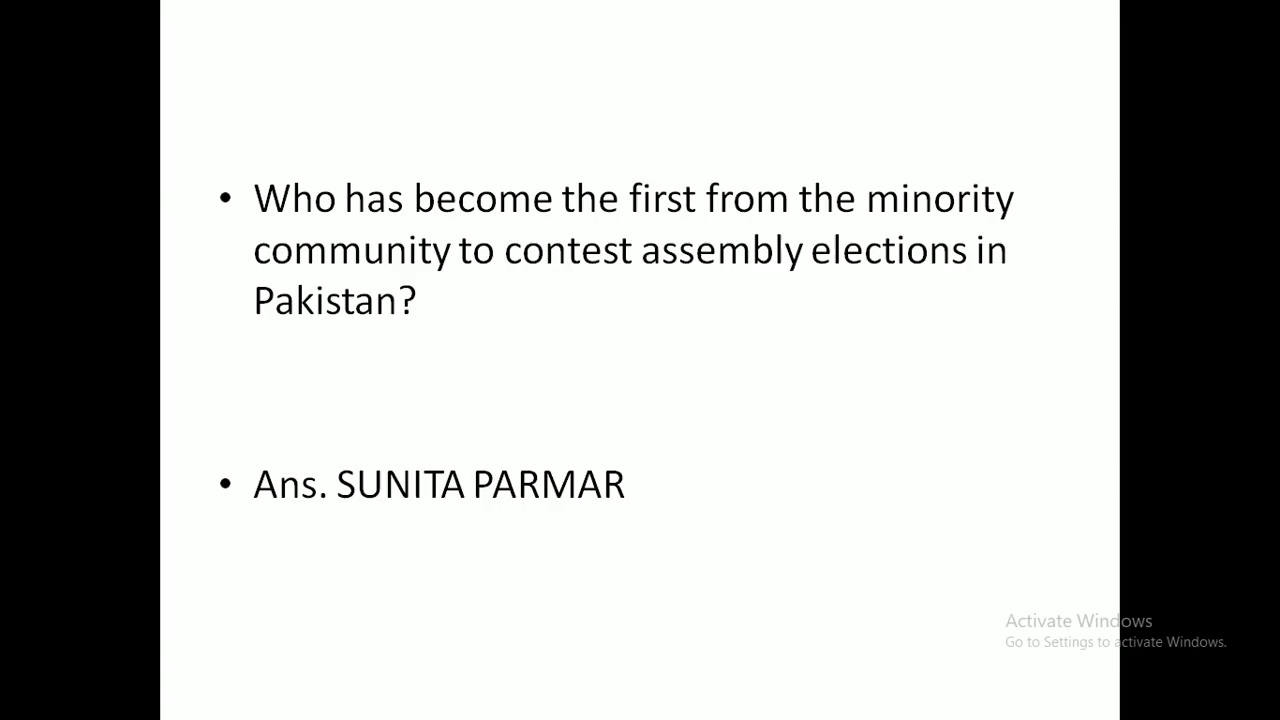 • Who has become the first from the minority
community to contest assembly elections in
Pakistan?
• Ans. SUNITA PARMAR
Activate Windows
Go to Settings to activate Windows.